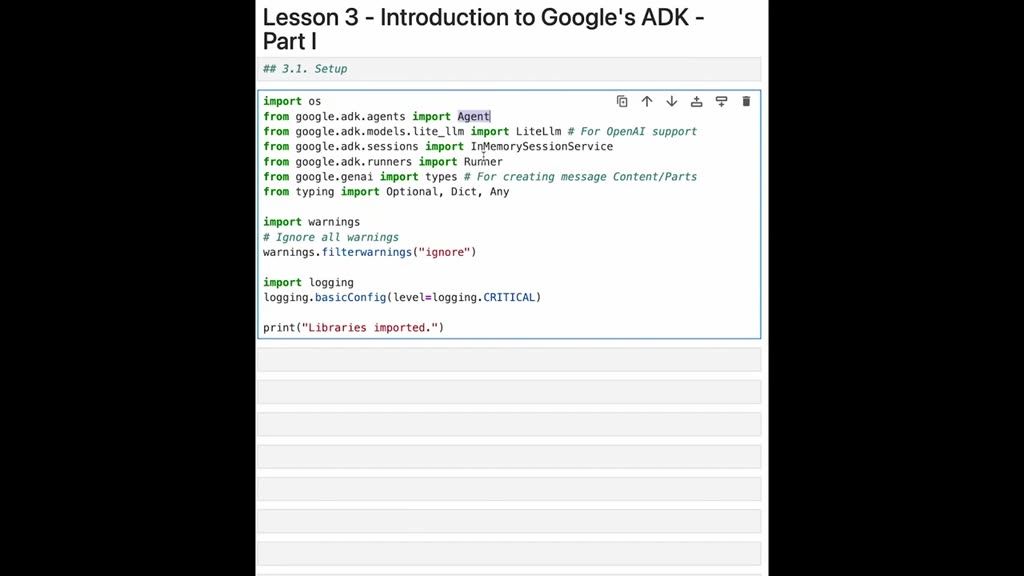 Lesson 3 - Introduction to Google's ADK -
Part I
## 3.1. Setup
import os
from google.adk.agents import Agent
from google.adk.models.lite_llm import LiteLlm # For OpenAI support
from google.adk.sessions import InMemorySessionService
from google.adk.runners import Runner
from google.genai import types # For creating message Content/Parts
from typing import Optional, Dict, Any
import warnings
# Ignore all warnings
warnings.filterwarnings("ignore")
import logging
logging.basicConfig(level=logging.CRITICAL)
print("Libraries imported.")